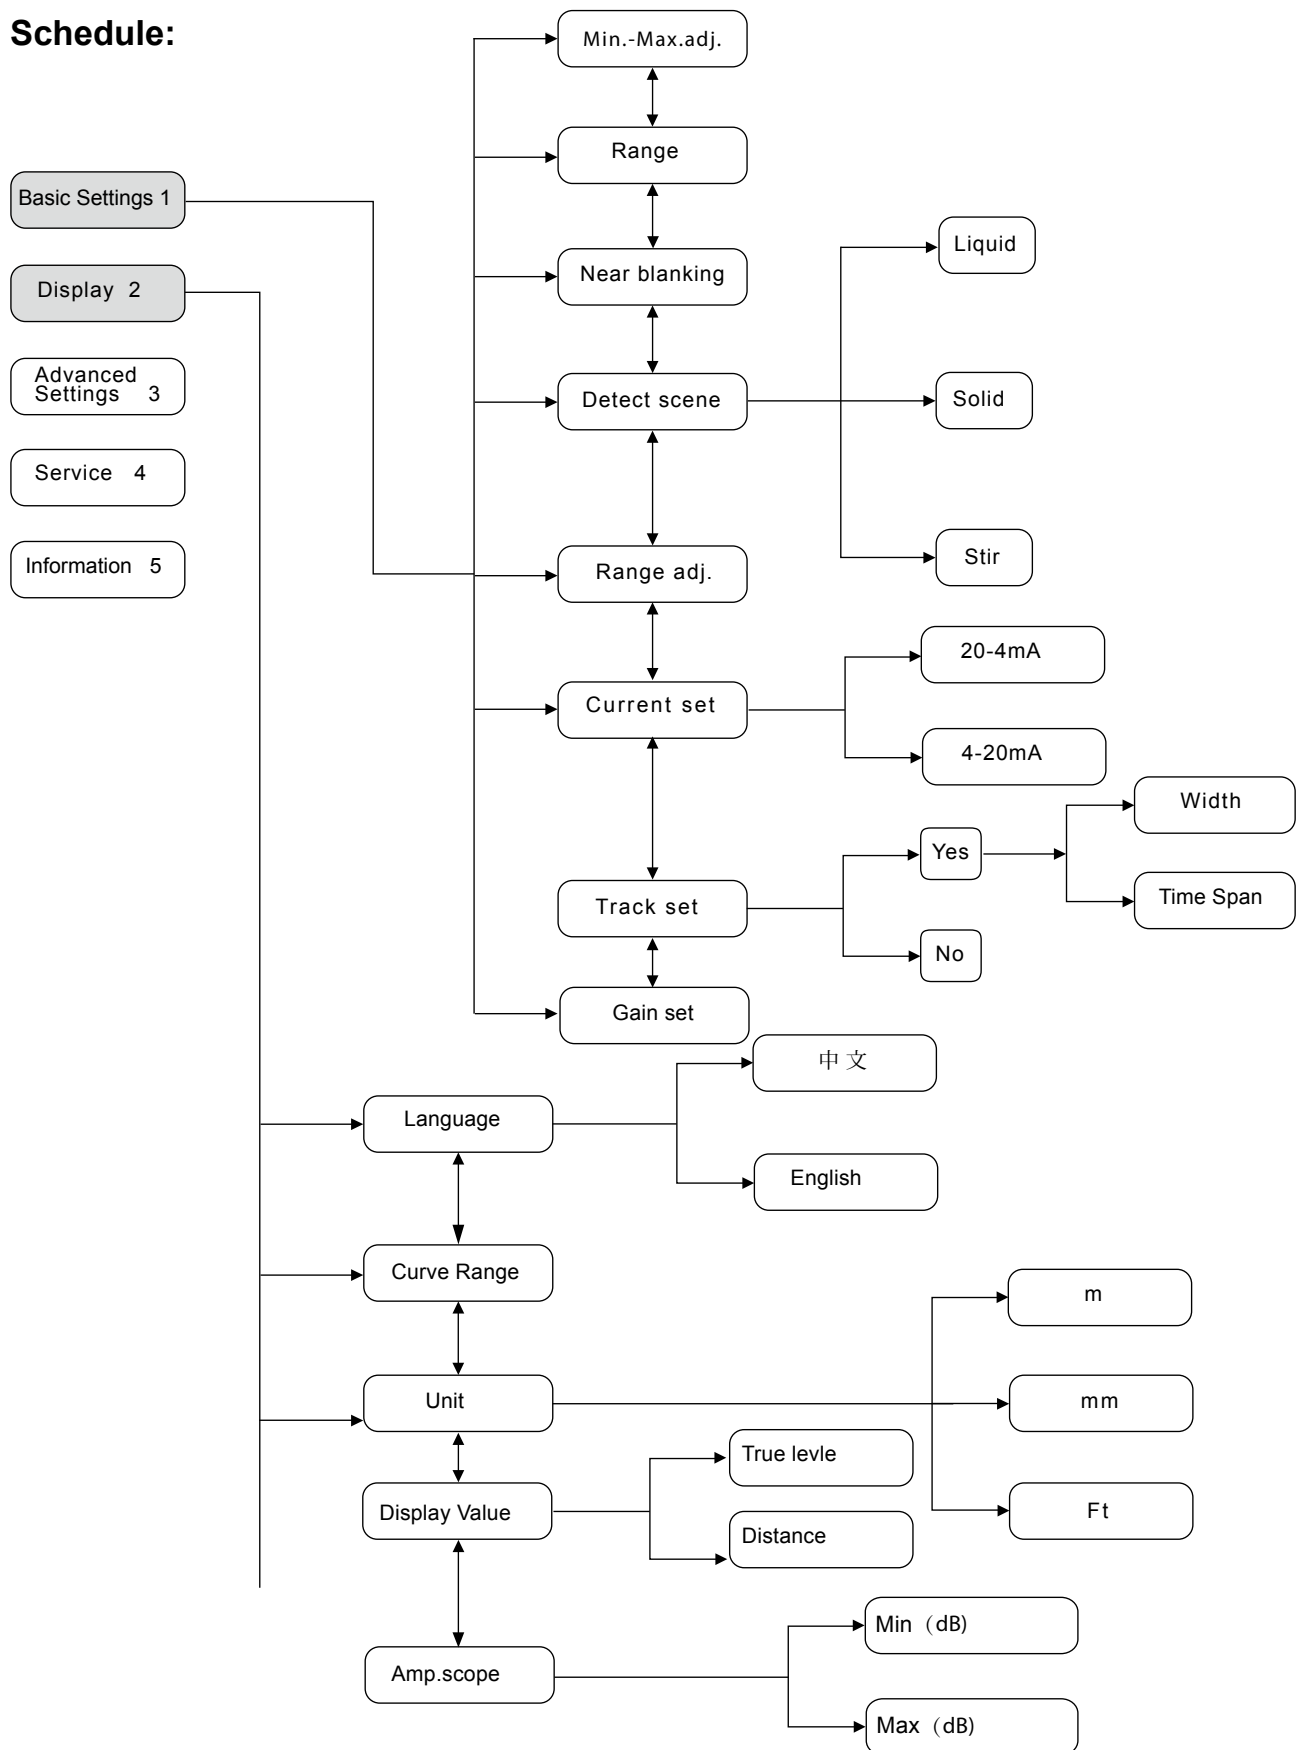 Schedule:
Basic Settings 1
Display 2
Advanced
Settings 3
Service 4
Information 5
Min.-Max.adj.
Range
Near blanking
Detect scene
Liquid
Solid
Stir
Range adj.
Current set
20-4mA
4-20mA
Track set
Yes
No
Width
Time Span
Gain set
Language
中文
English
Curve Range
Unit
m
mm
Ft
Display Value
True levle
Distance
Amp.scope
Min（dB)
Max（dB)